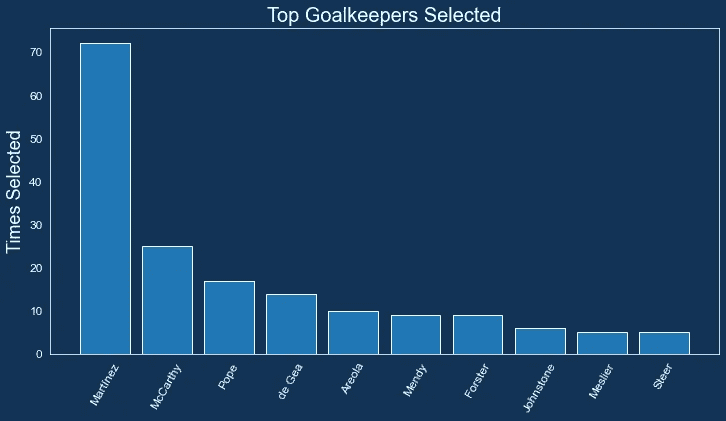 Top Goalkeepers Selected
Times Selected
70
60
50
40
30
20
10
0
Martínez
McCarthy
Pope
de Gea
Areola
Mendy
Forster
Johnstone
Meslier
Steer